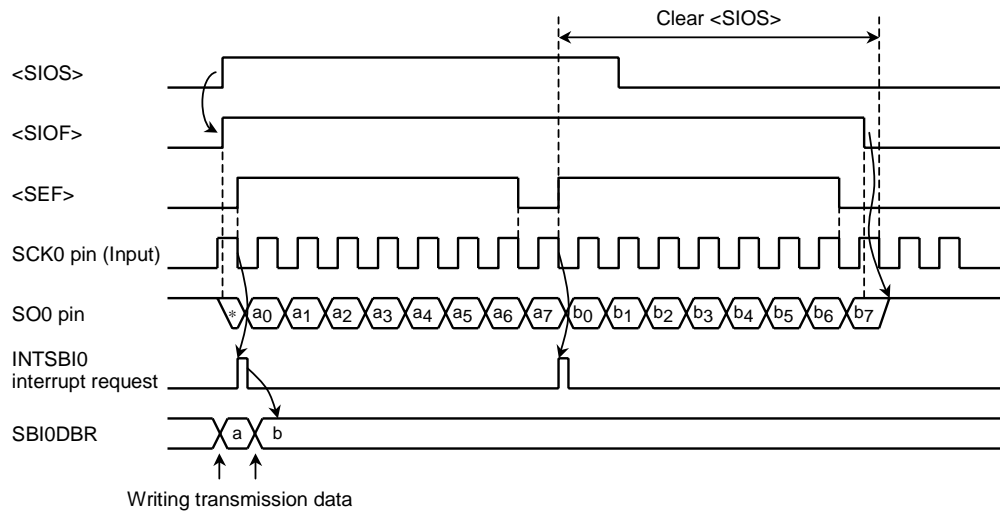 Clear <SIOS>
<SIOS>
<SIOF>
<SEF>
SCK0 pin (Input)
SO0 pin
* a0 a1 a2 a3 a4 a5 a6 a7 b0 b1 b2 b3 b4 b5 b6 b7
INTSBI0
interrupt request
SBI0DBR
a b
Writing transmission data